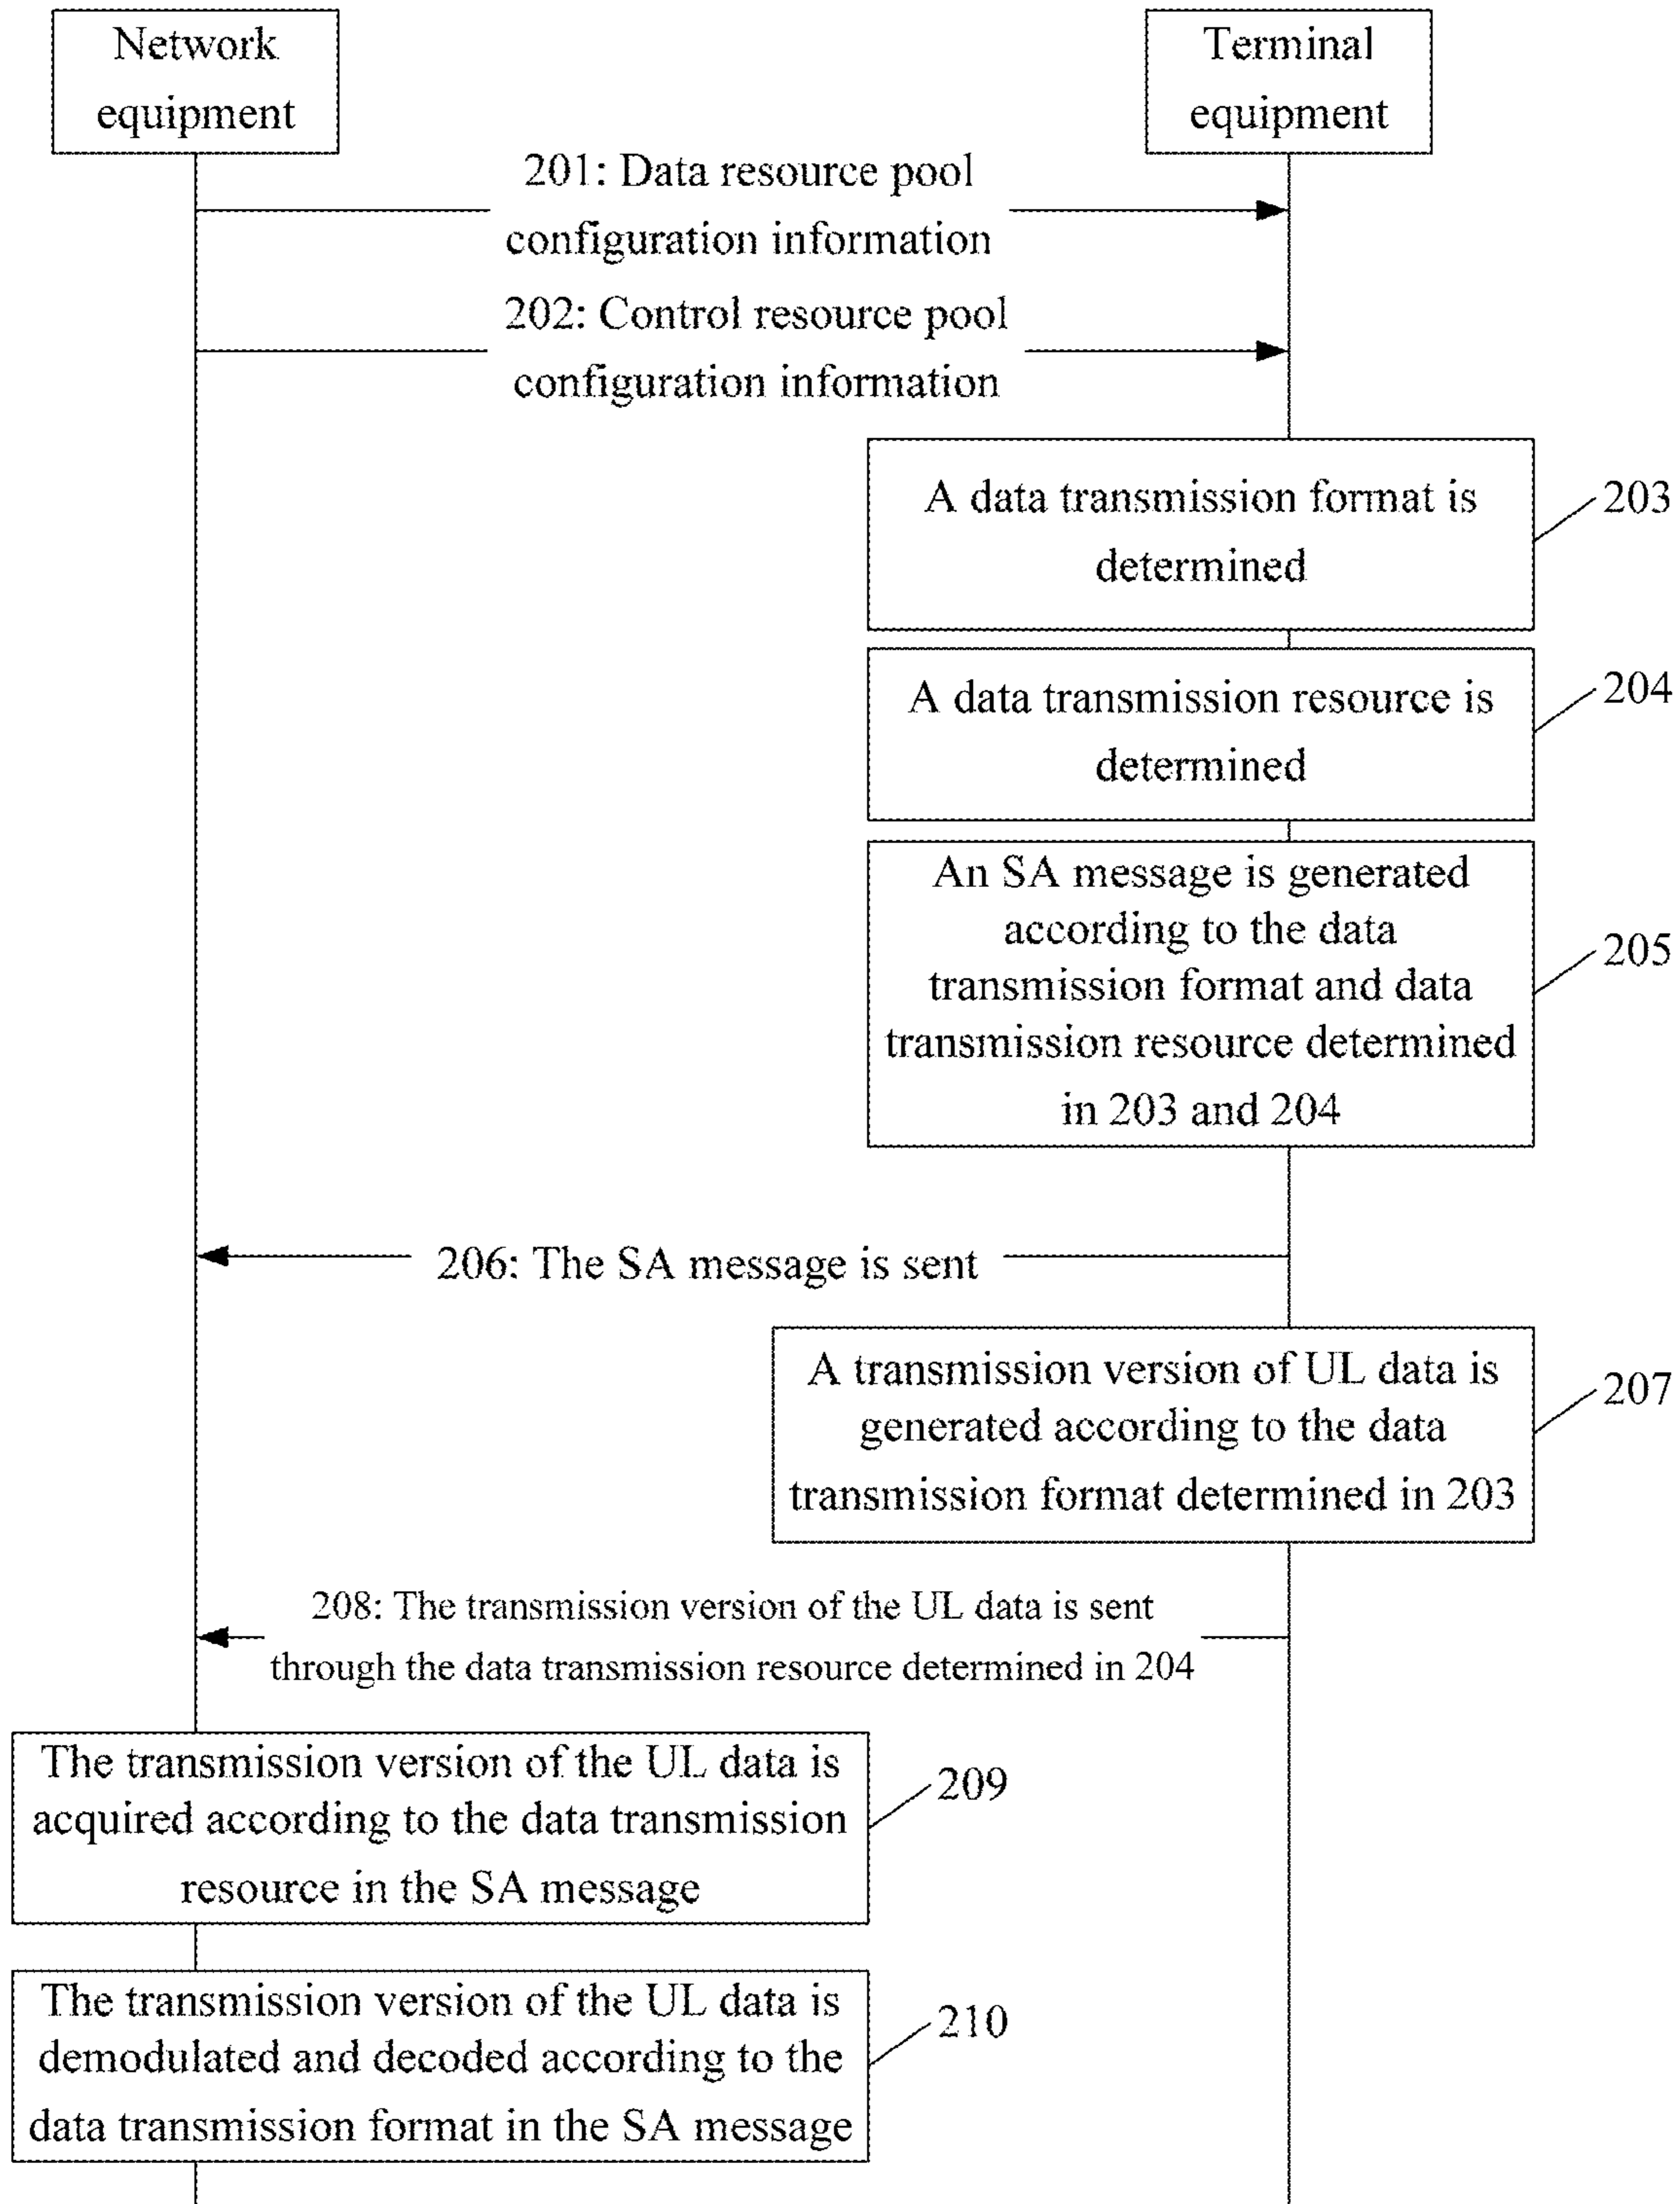 Network
equipment
Terminal
equipment
201: Data resource pool
configuration information
202: Control resource pool
configuration information
A data transmission format is
determined
203
A data transmission resource is
determined
204
An SA message is generated
according to the data
transmission format and data
transmission resource determined
in 203 and 204
205
206: The SA message is sent
A transmission version of UL data is
generated according to the data
transmission format determined in 203
207
208: The transmission version of the UL data is sent
through the data transmission resource determined in 204
The transmission version of the UL data is
acquired according to the data transmission
resource in the SA message
209
The transmission version of the UL data is
demodulated and decoded according to the
data transmission format in the SA message
210